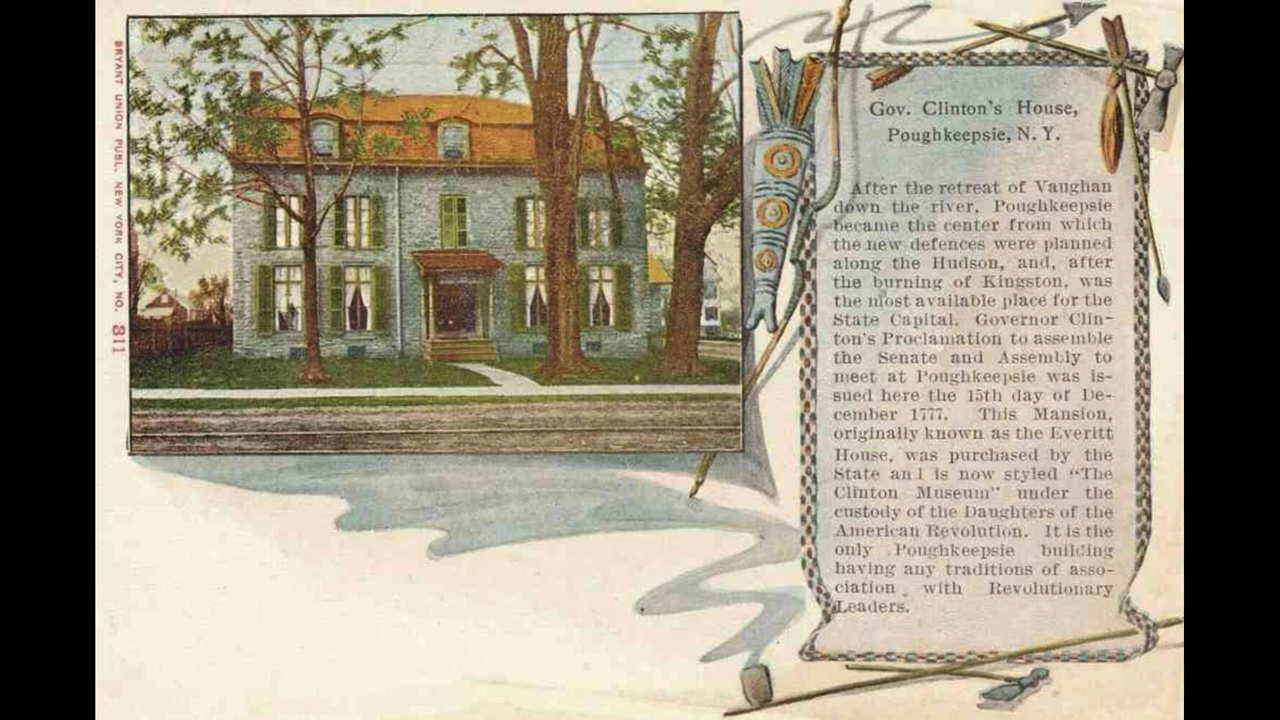 BRYANT UNION PUBL. NEW YORK CITY, NO. 811
Gov. Clinton's House,
Poughkeepsie, N. Y.
After the retreat of Vaughan
down the river, Poughkeepsie
became the center from which
the new defences were planned
along the Hudson, and, after
the burning of Kingston, was
the most available place for the
State Capital. Governor Clin-
ton's Proclamation to assemble
the Senate and Assembly to
meet at Poughkeepsie was is-
sued here the 15th day of De-
cember 1777. This Mansion,
originally known as the Everitt
House, was purchased by the
State and is now styled "The
Clinton Museum" under the
custody of the Daughters of the
American Revolution. It is the
only Poughkeepsie building
having any traditions of asso-
ciation with Revolutionary
Leaders.